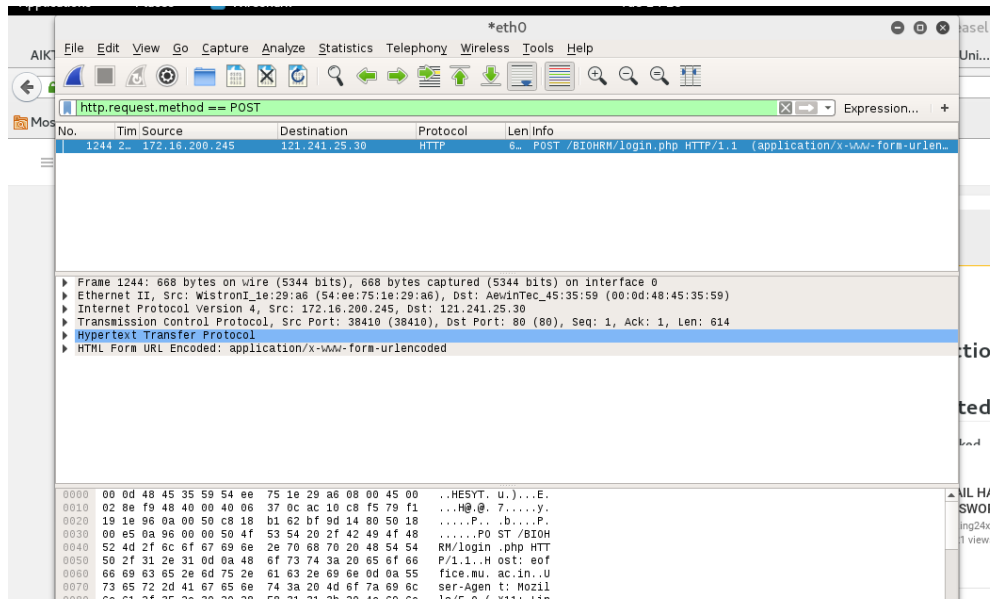 *eth0
easel
AIKT
File Edit View Go Capture Analyze Statistics Telephony Wireless Tools Help
Uni...
http.request.method == POST
Expression... +
Mos
No. Tim Source Destination Protocol Len Info
1244 2… 172.16.200.245 121.241.25.30 HTTP 6… POST /BIOHRM/login.php HTTP/1.1 (application/x-www-form-urlen…
Frame 1244: 668 bytes on wire (5344 bits), 668 bytes captured (5344 bits) on interface 0
Ethernet II, Src: WistronI_1e:29:a6 (54:ee:75:1e:29:a6), Dst: AewinTec_45:35:59 (00:0d:48:45:35:59)
Internet Protocol Version 4, Src: 172.16.200.245, Dst: 121.241.25.30
Transmission Control Protocol, Src Port: 38410 (38410), Dst Port: 80 (80), Seq: 1, Ack: 1, Len: 614
Hypertext Transfer Protocol
HTML Form URL Encoded: application/x-www-form-urlencoded
ctio
ted
0000 00 0d 48 45 35 59 54 ee 75 1e 29 a6 08 00 45 00 ..HE5YT. u.)...E.
AIL HA
0010 02 8e f9 48 40 00 40 06 37 0c ac 10 c8 f5 79 f1 ...H@.@. 7.....y.
SWOF
0020 19 1e 96 0a 00 50 c8 18 b1 62 bf 9d 14 80 50 18 .....P.. .b....P.
ing24x
0030 00 e5 0a 96 00 00 50 4f 53 54 20 2f 42 49 4f 48 ......PO ST /BIOH
1 view
0040 52 4d 2f 6c 6f 67 69 6e 2e 70 68 70 20 48 54 54 RM/login .php HTT
0050 50 2f 31 2e 31 0d 0a 48 6f 73 74 3a 20 65 6f 66 P/1.1..H ost: eof
0060 66 69 63 65 2e 6d 75 2e 61 63 2e 69 6e 0d 0a 55 fice.mu. ac.in..U
0070 73 65 72 2d 41 67 65 6e 74 3a 20 4d 6f 7a 69 6c ser-Agen t: Mozil